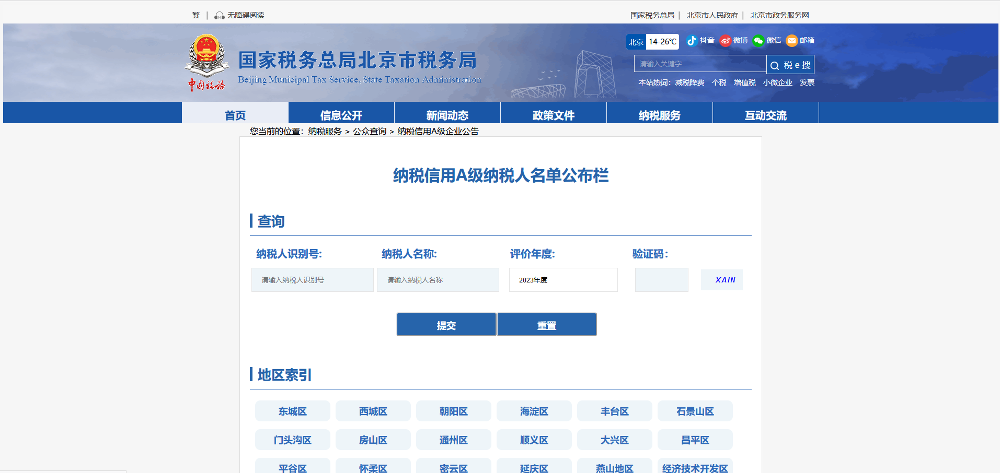 繁 | 无障碍阅读
国家税务总局 | 北京市人民政府 | 北京市政务服务网
北京 14-26℃ 抖音 微博 微信 邮箱
国家税务总局北京市税务局
Beijing Municipal Tax Service, State Taxation Administration
中国税务
请输入关键字 税 e 搜
本站热词：减税降费 个税 增值税 小微企业 发票
首页 信息公开 新闻动态 政策文件 纳税服务 互动交流
您当前的位置：纳税服务 > 公众查询 > 纳税信用A级企业公告
纳税信用A级纳税人名单公布栏
查询
纳税人识别号: 纳税人名称: 评价年度: 验证码：
请输入纳税人识别号 请输入纳税人名称 2023年度 XAIN
提交 重置
地区索引
东城区 西城区 朝阳区 海淀区 丰台区 石景山区
门头沟区 房山区 通州区 顺义区 大兴区 昌平区
平谷区 怀柔区 密云区 延庆区 燕山地区 经济技术开发区